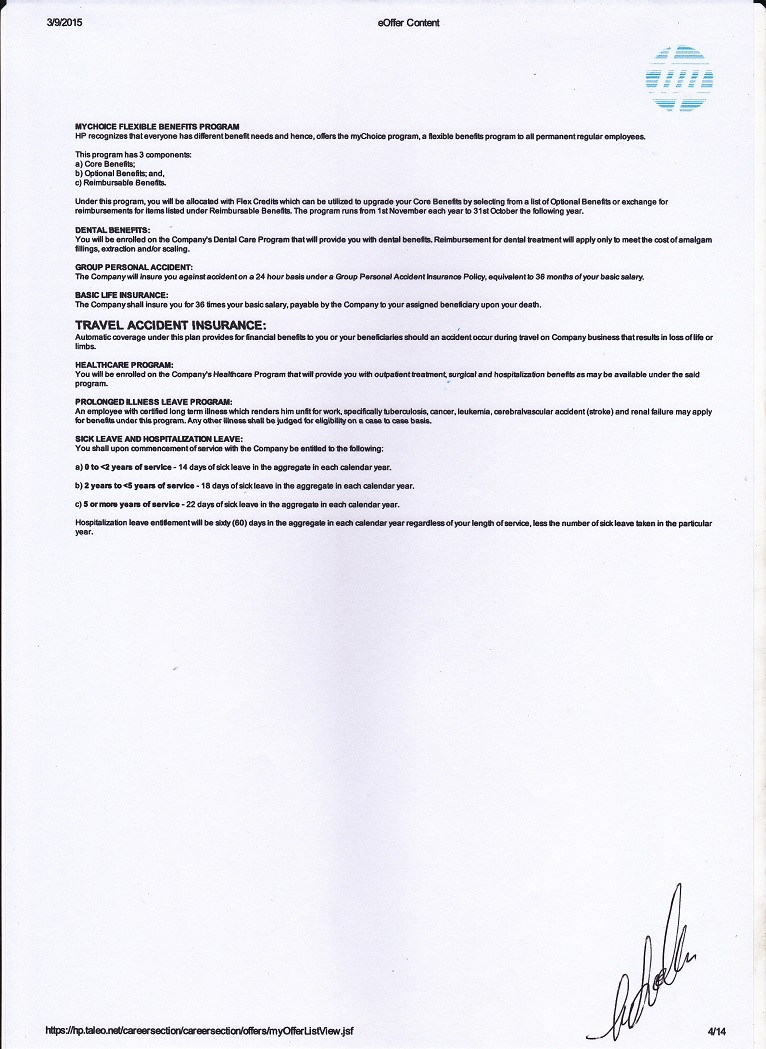 3/9/2015
eOffer Content
MYCHOICE FLEXIBLE BENEFITS PROGRAM
HP recognizes that everyone has different benefit needs and hence, offers the myChoice program, a flexible benefits program to all permanent regular employees.
This program has 3 components:
a) Core Benefits;
b) Optional Benefits; and,
c) Reimbursable Benefits.
Under this program, you will be allocated with Flex Credits which can be utilized to upgrade your Core Benefits by selecting from a list of Optional Benefits or exchange for
reimbursements for items listed under Reimbursable Benefits. The program runs from 1st November each year to 31st October the following year.
DENTAL BENEFITS:
You will be enrolled on the Company's Dental Care Program that will provide you with dental benefits. Reimbursement for dental treatment will apply only to meet the cost of amalgam
fillings, extraction and/or scaling.
GROUP PERSONAL ACCIDENT:
The Company will insure you against accident on a 24 hour basis under a Group Personal Accident Insurance Policy, equivalent to 36 months of your basic salary.
BASIC LIFE INSURANCE:
The Company shall insure you for 36 times your basic salary, payable by the Company to your assigned beneficiary upon your death.
TRAVEL ACCIDENT INSURANCE:
Automatic coverage under this plan provides for financial benefits to you or your beneficiaries should an accident occur during travel on Company business that results in loss of life or
limbs.
HEALTHCARE PROGRAM:
You will be enrolled on the Company's Healthcare Program that will provide you with outpatient treatment, surgical and hospitalization benefits as may be available under the said
program.
PROLONGED ILLNESS LEAVE PROGRAM:
An employee with certified long term illness which renders him unfit for work, specifically tuberculosis, cancer, leukemia, cerebralvascular accident (stroke) and renal failure may apply
for benefits under this program. Any other illness shall be judged for eligibility on a case to case basis.
SICK LEAVE AND HOSPITALIZATION LEAVE:
You shall upon commencement of service with the Company be entitled to the following:
a) 0 to <2 years of service - 14 days of sick leave in the aggregate in each calendar year.
b) 2 years to <5 years of service - 18 days of sick leave in the aggregate in each calendar year.
c) 5 or more years of service - 22 days of sick leave in the aggregate in each calendar year.
Hospitalization leave entitlement will be sixty (60) days in the aggregate in each calendar year regardless of your length of service, less the number of sick leave taken in the particular
year.
https://hp.taleo.net/careersection/careersection/offers/myOfferListView.jsf
4/14